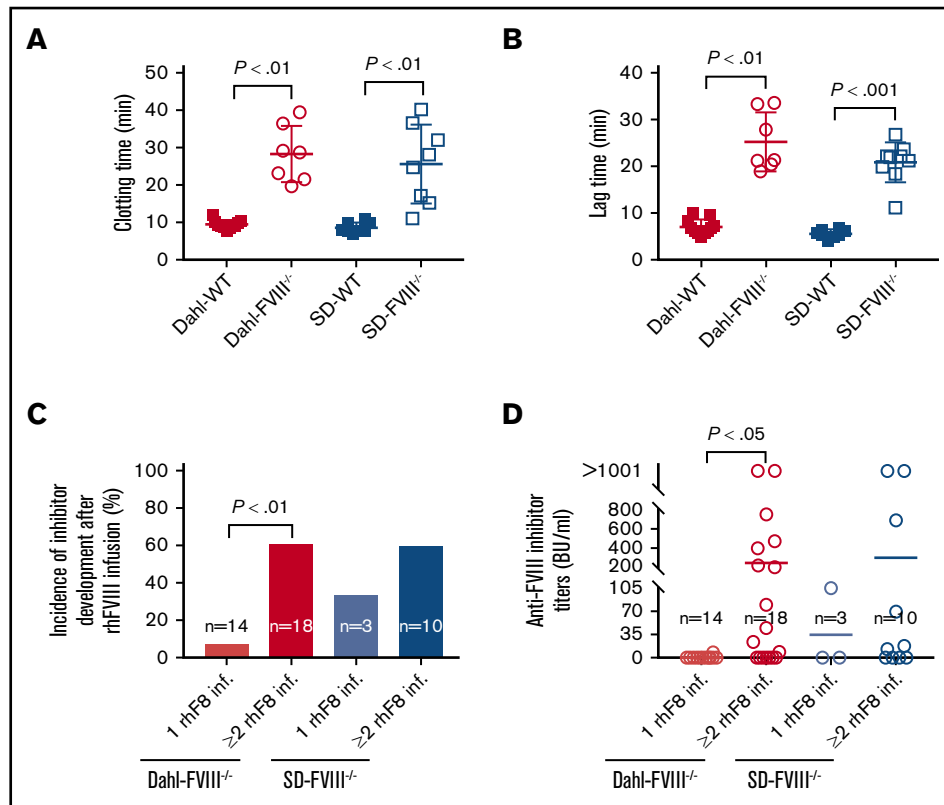 A
Clotting time (min)
50
40
30
20
10
0
P < .01
P < .01
Dahl-WT
Dahl-FVIII-/-
SD-WT
SD-FVIII-/-
B
Lag time (min)
40
30
20
10
0
P < .01
P < .001
Dahl-WT
Dahl-FVIII-/-
SD-WT
SD-FVIII-/-
C
Incidence of inhibitor
development after
rhFVIII infusion (%)
100
80
60
40
20
0
P < .01
n=14
n=18
n=3
n=10
1 rhF8 inf.
≥2 rhF8 inf.
1 rhF8 inf.
≥2 rhF8 inf.
Dahl-FVIII-/-
SD-FVIII-/-
D
Anti-FVIII inhibitor
titers (BU/ml)
>1001
800
600
400
200
105
70
35
0
P < .05
n=14
n=18
n=3
n=10
1 rhF8 inf.
≥2 rhF8 inf.
1 rhF8 inf.
≥2 rhF8 inf.
Dahl-FVIII-/-
SD-FVIII-/-